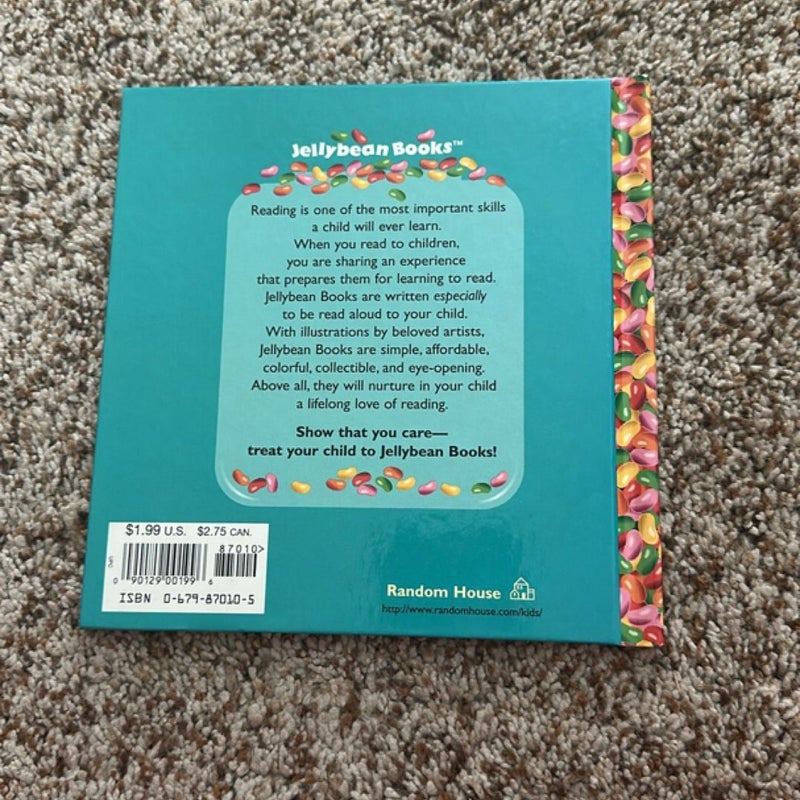 Jellybean Books™
Reading is one of the most important skills
a child will ever learn.
When you read to children,
you are sharing an experience
that prepares them for learning to read.
Jellybean Books are written especially
to be read aloud to your child.
With illustrations by beloved artists,
Jellybean Books are simple, affordable,
colorful, collectible, and eye-opening.
Above all, they will nurture in your child
a lifelong love of reading.
Show that you care—
treat your child to Jellybean Books!
$1.99 U.S. $2.75 CAN.
87010>
0 90129 00199 6
ISBN 0-679-87010-5
Random House
http://www.randomhouse.com/kids/